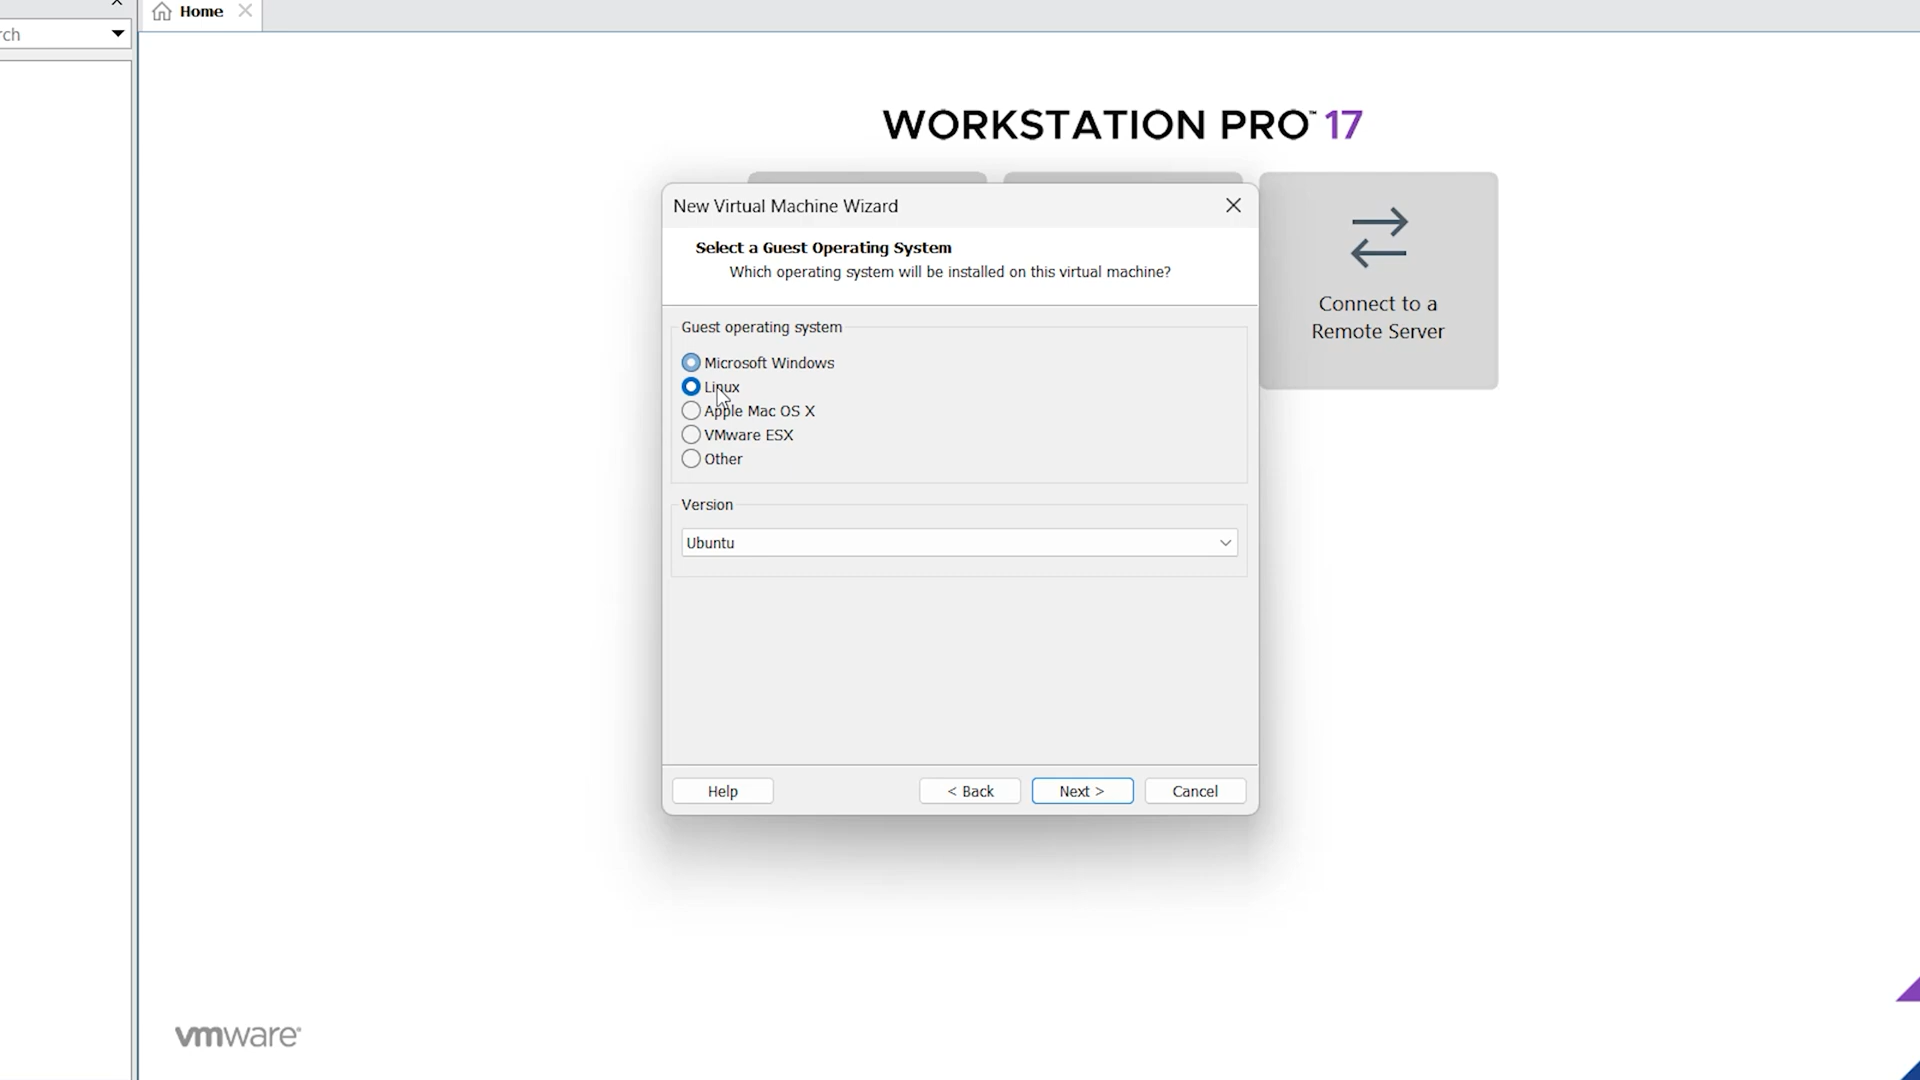 Home
rch
WORKSTATION PRO™ 17
New Virtual Machine Wizard
Select a Guest Operating System
Which operating system will be installed on this virtual machine?
Guest operating system
Microsoft Windows
Linux
Apple Mac OS X
VMware ESX
Other
Version
Ubuntu
Help
< Back
Next >
Cancel
Connect to a
Remote Server
vmware®